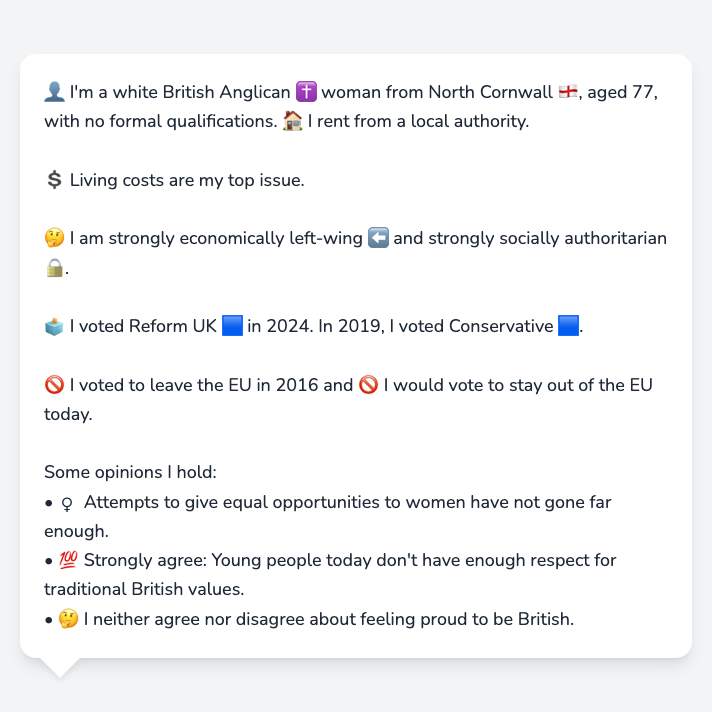 👤 I'm a white British Anglican ✝️ woman from North Cornwall 🏴󠁧󠁢󠁥󠁮󠁧󠁿, aged 77,
with no formal qualifications. 🏠 I rent from a local authority.
💲 Living costs are my top issue.
🤔 I am strongly economically left-wing ⬅️ and strongly socially authoritarian
🔒.
🗳️ I voted Reform UK 🟦 in 2024. In 2019, I voted Conservative 🟦.
🚫 I voted to leave the EU in 2016 and 🚫 I would vote to stay out of the EU
today.
Some opinions I hold:
• ♀ Attempts to give equal opportunities to women have not gone far
enough.
• 💯 Strongly agree: Young people today don't have enough respect for
traditional British values.
• 🤔 I neither agree nor disagree about feeling proud to be British.